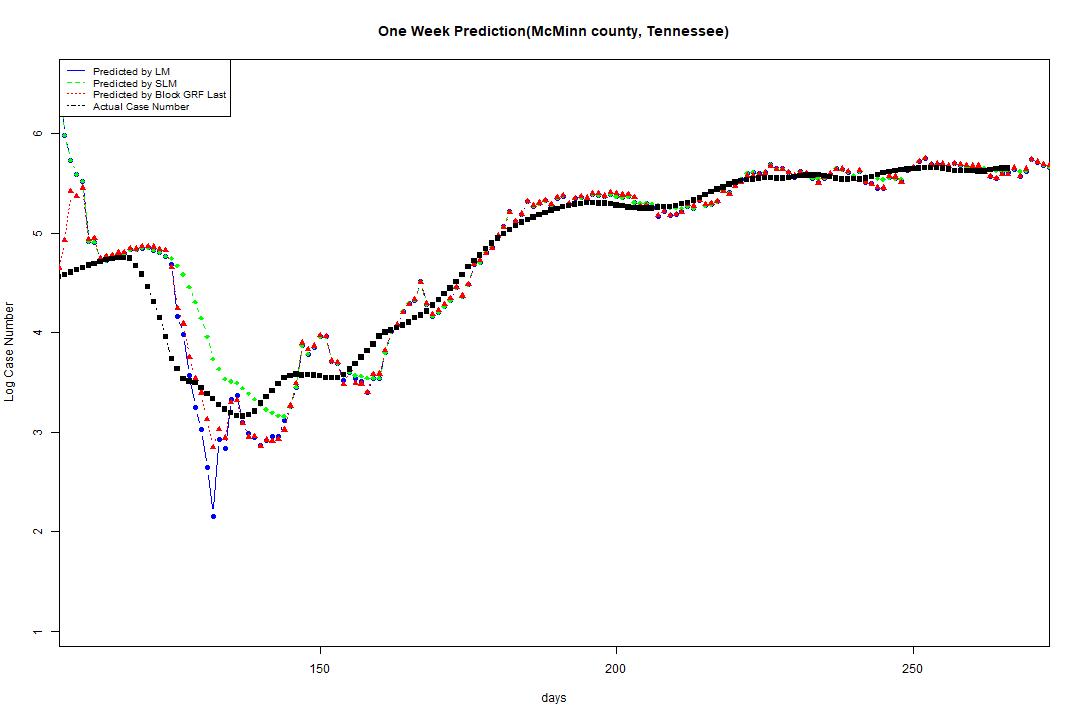 One Week Prediction(McMinn county, Tennessee)
Predicted by LM
Predicted by SLM
Predicted by Block GRF Last
Actual Case Number
6
5
4
3
2
1
Log Case Number
150
200
250
days